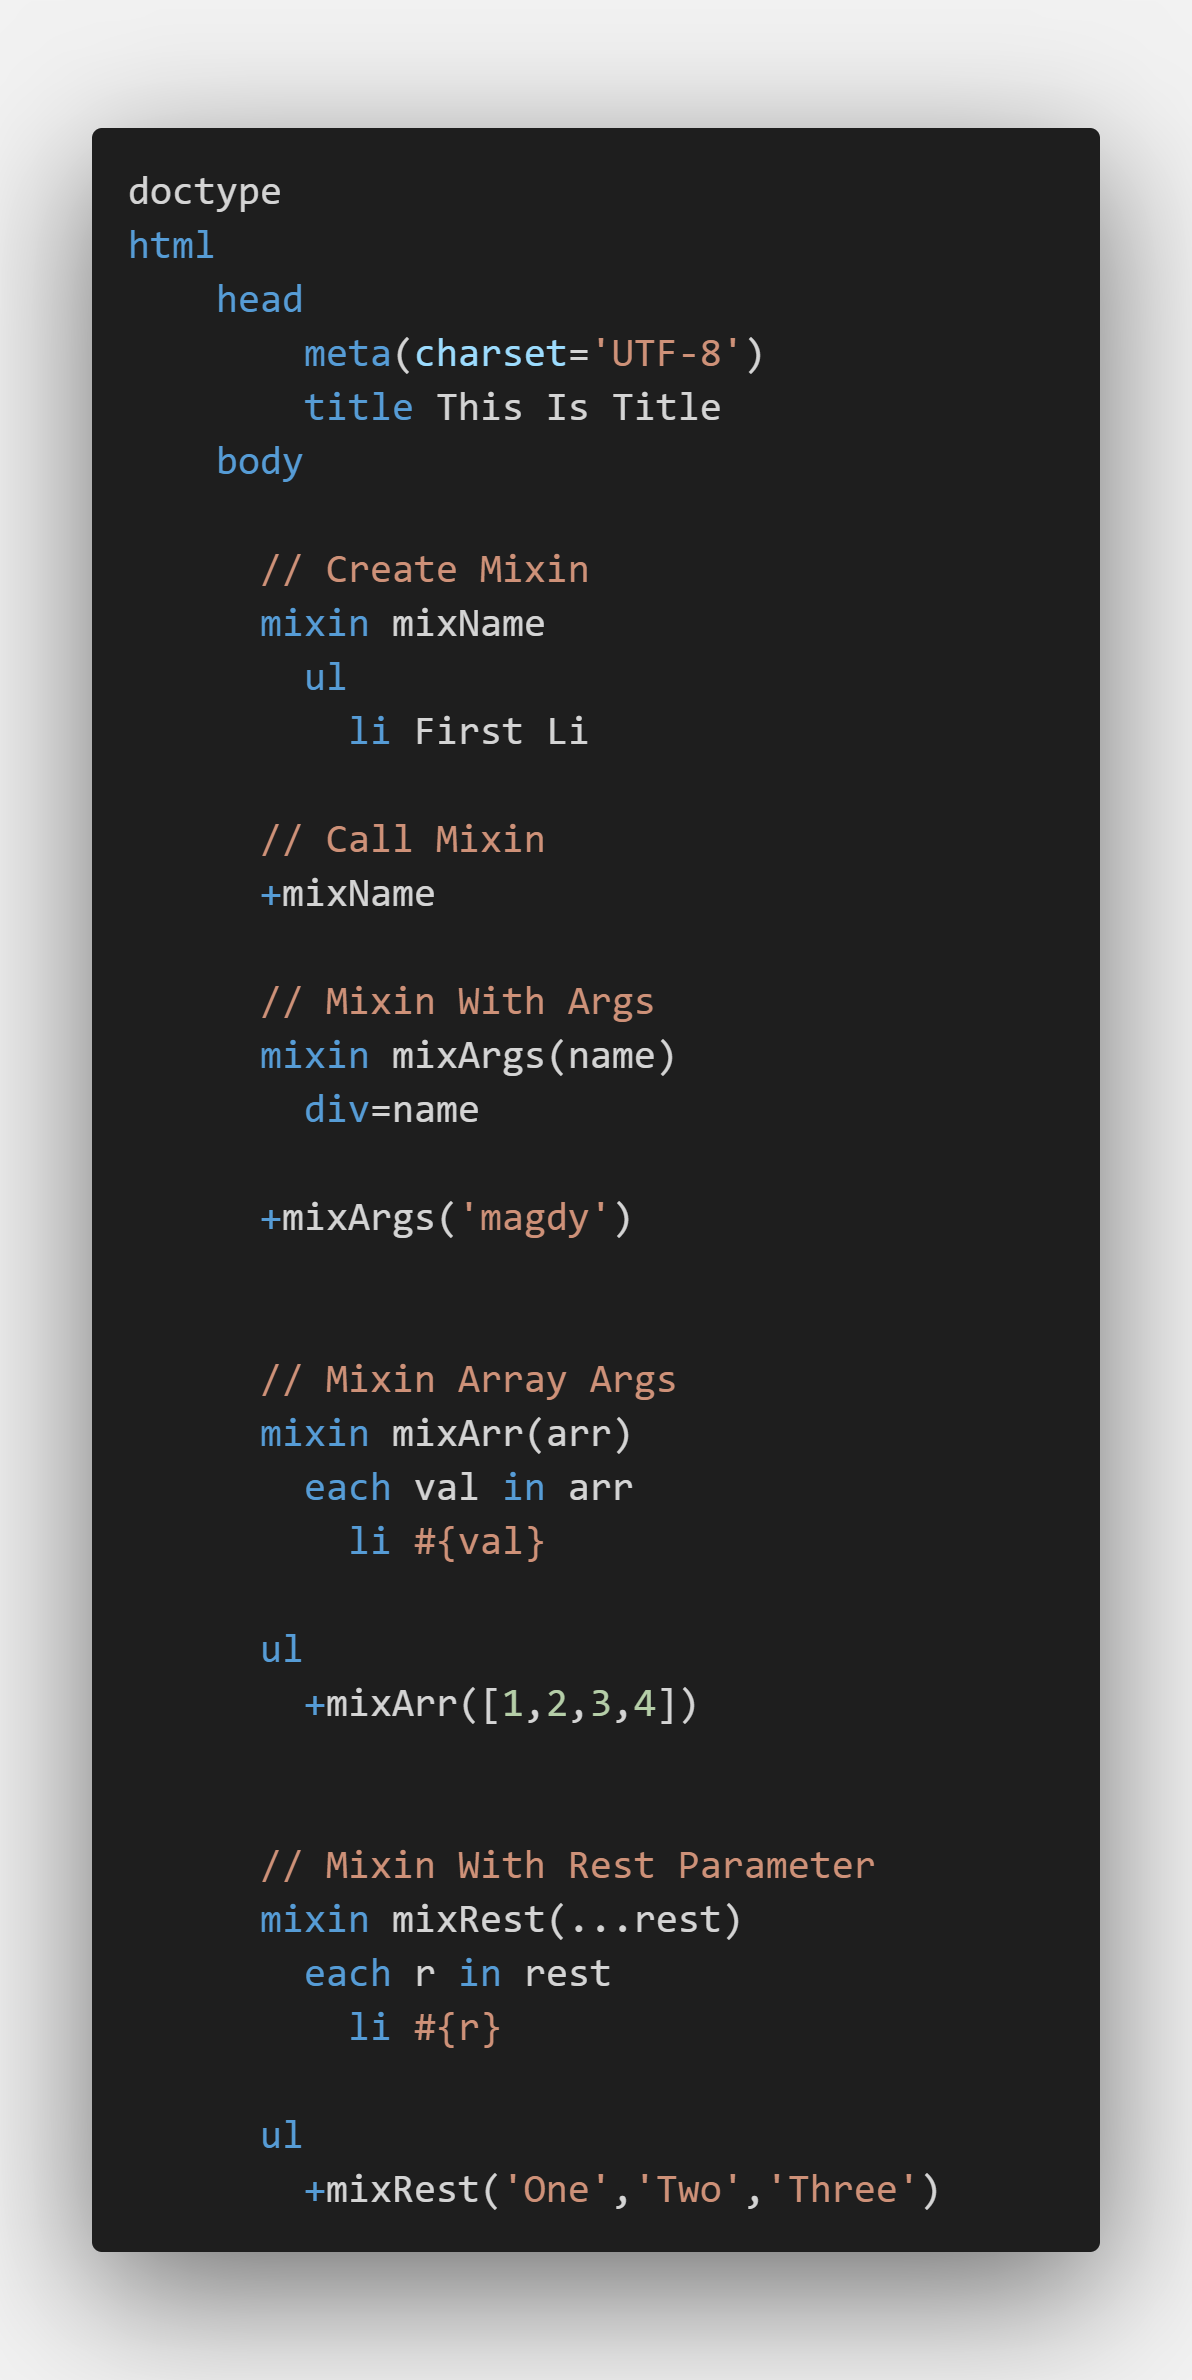 doctype
html
    head
        meta(charset='UTF-8')
        title This Is Title
    body

      // Create Mixin
      mixin mixName
        ul
          li First Li

      // Call Mixin
      +mixName

      // Mixin With Args
      mixin mixArgs(name)
        div=name

      +mixArgs('magdy')


      // Mixin Array Args
      mixin mixArr(arr)
        each val in arr
          li #{val}

      ul
        +mixArr([1,2,3,4])


      // Mixin With Rest Parameter
      mixin mixRest(...rest)
        each r in rest
          li #{r}

      ul
        +mixRest('One','Two','Three')